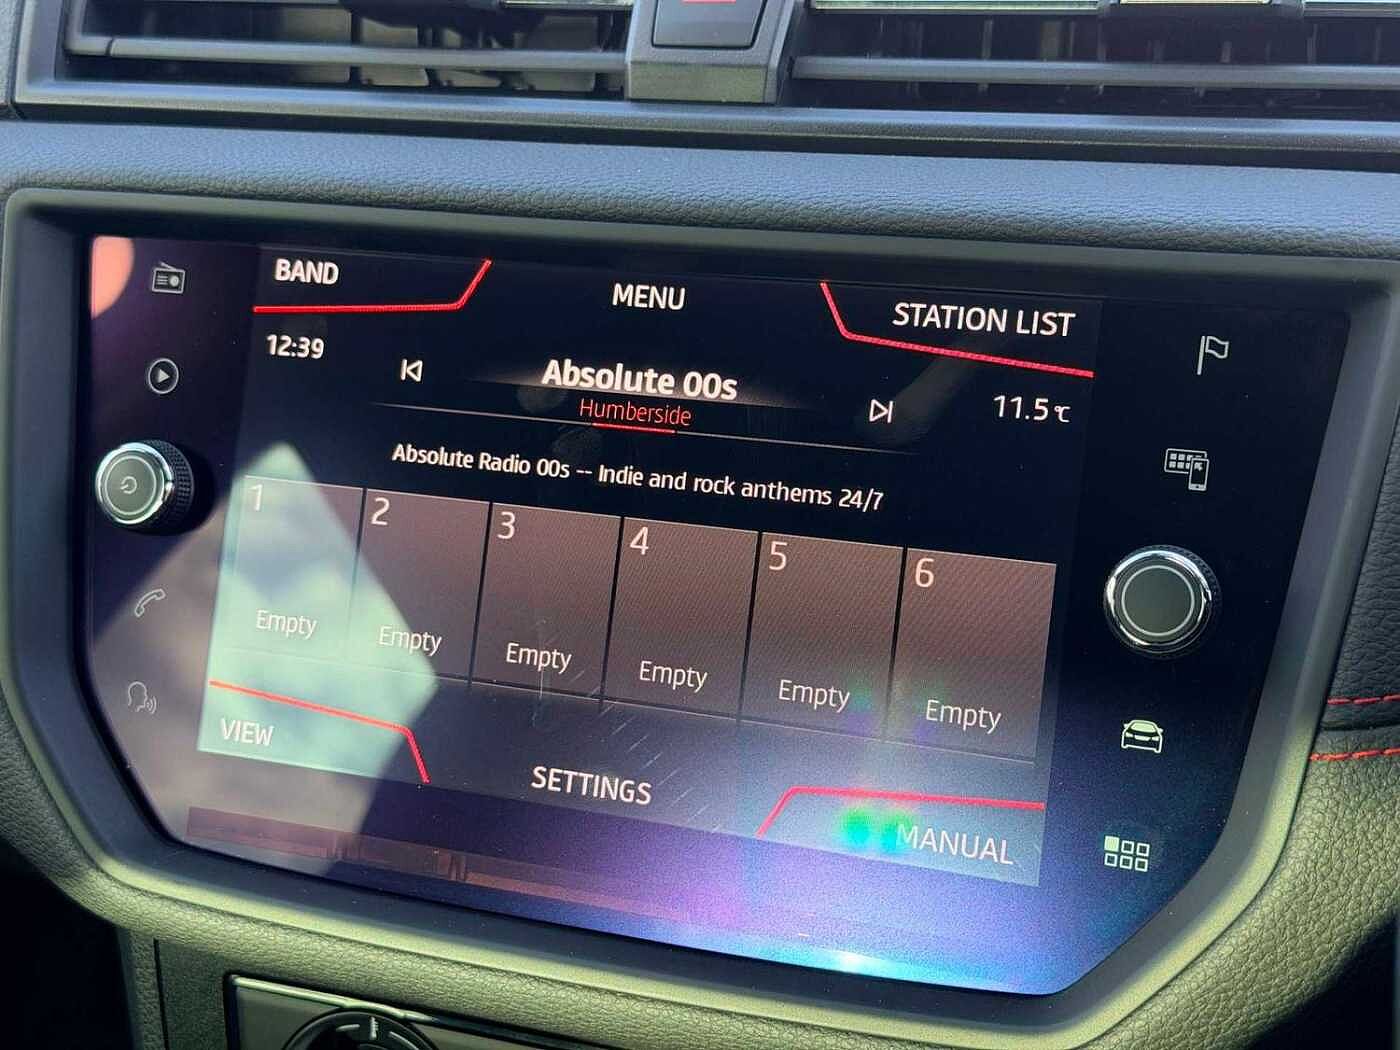 BAND
MENU
STATION LIST
12:39
Absolute 00s
11.5°C
Humberside
Absolute Radio 00s -- Indie and rock anthems 24/7
1
2
3
4
5
6
Empty
Empty
Empty
Empty
Empty
Empty
VIEW
SETTINGS
MANUAL